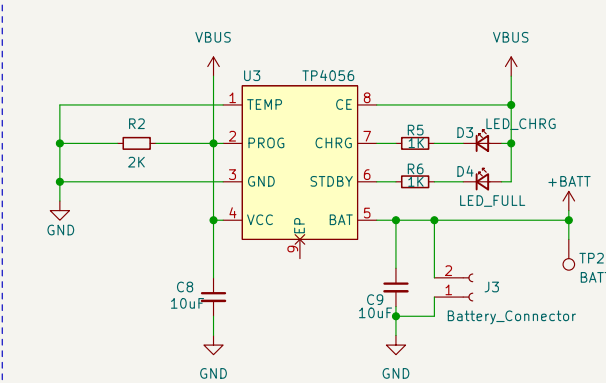 VBUS
VBUS
U3
TP4056
1
TEMP
CE
8
R2
2K
2
PROG
CHRG
7
R5
1K
D3
LED_CHRG
3
GND
STDBY
6
R6
1K
D4
LED_FULL
+BATT
GND
4
VCC
EP
BAT
5
9
TP2
BAT
C8
10uF
C9
10uF
2
1
J3
Battery_Connector
GND
GND